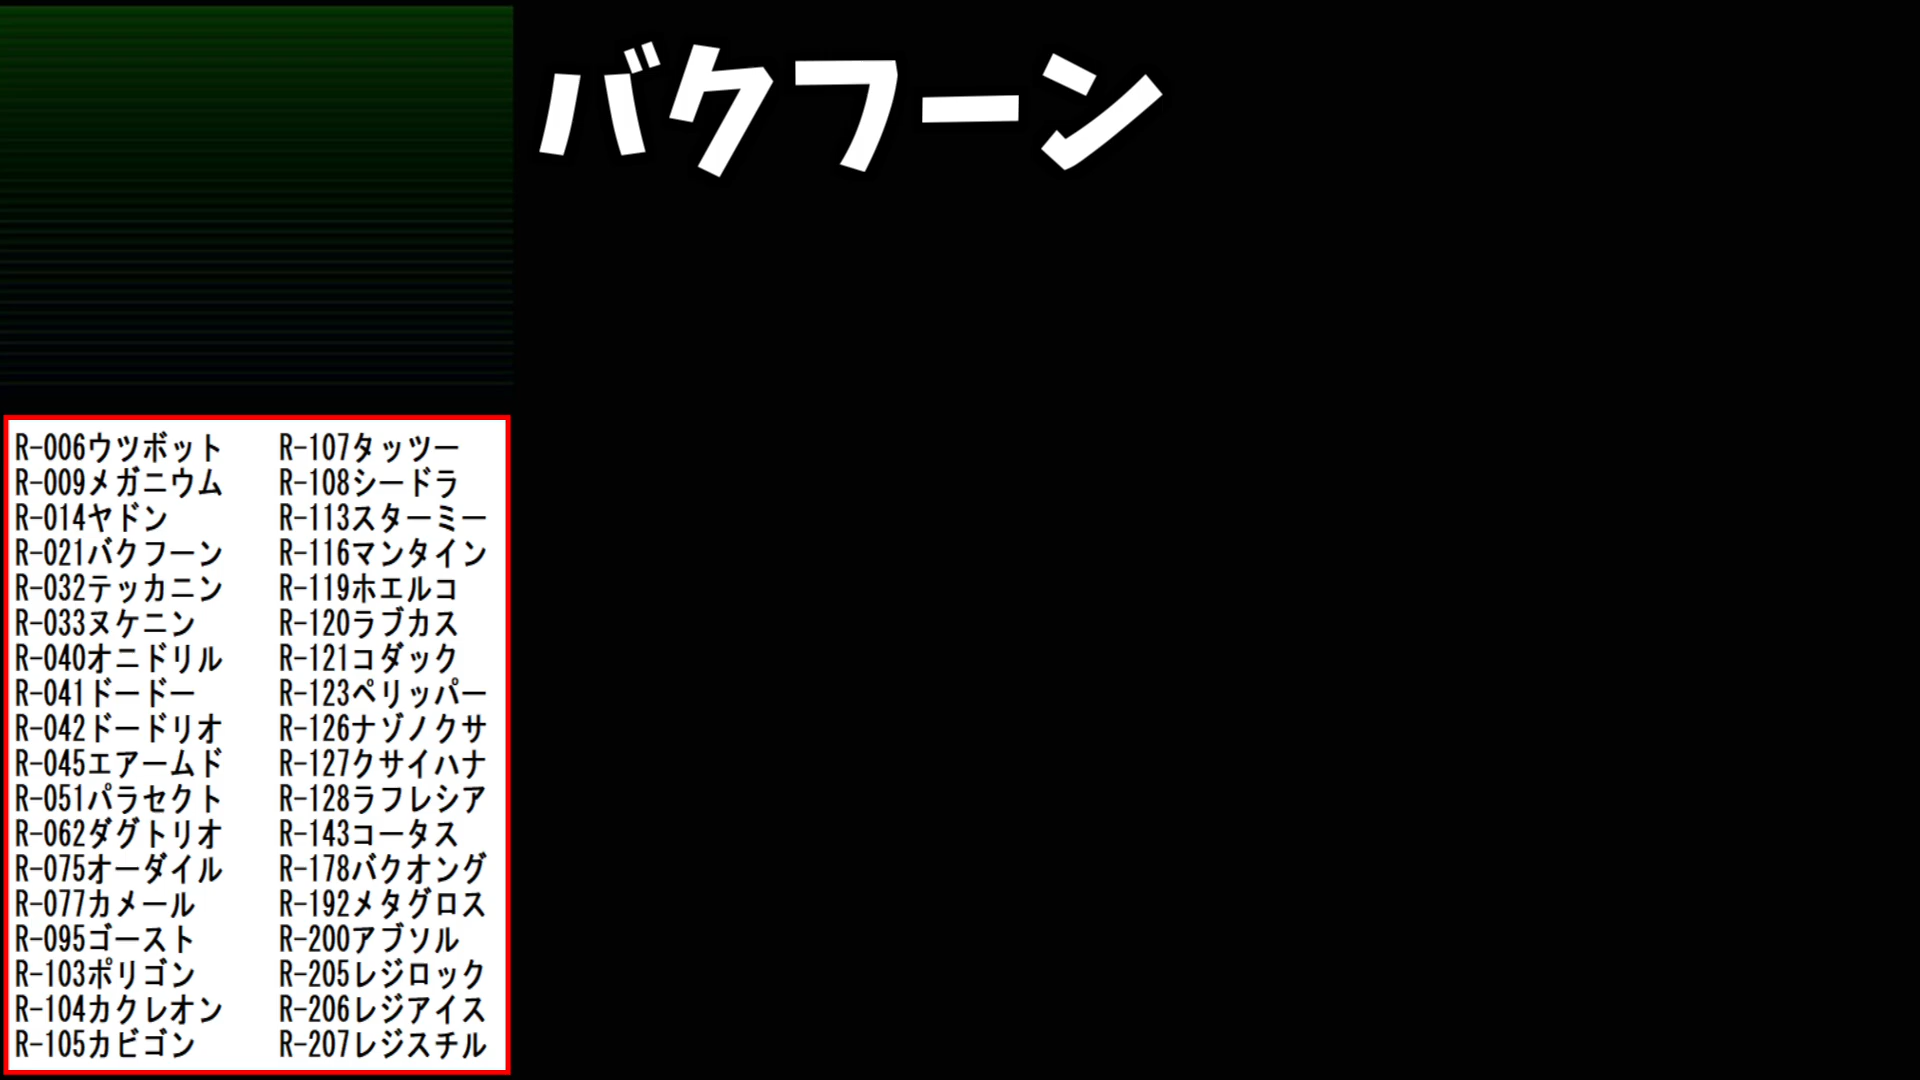 バクフーン
R-006ウツボット
R-009メガニウム
R-014ヤドン
R-021バクフーン
R-032テッカニン
R-033ヌケニン
R-040オニドリル
R-041ドードー
R-042ドードリオ
R-045エアームド
R-051パラセクト
R-062ダグトリオ
R-075オーダイル
R-077カメール
R-095ゴースト
R-103ポリゴン
R-104カクレオン
R-105カビゴン
R-107タッツー
R-108シードラ
R-113スターミー
R-116マンタイン
R-119ホエルコ
R-120ラブカス
R-121コダック
R-123ペリッパー
R-126ナゾノクサ
R-127クサイハナ
R-128ラフレシア
R-143コータス
R-178バクオング
R-192メタグロス
R-200アブソル
R-205レジロック
R-206レジアイス
R-207レジスチル